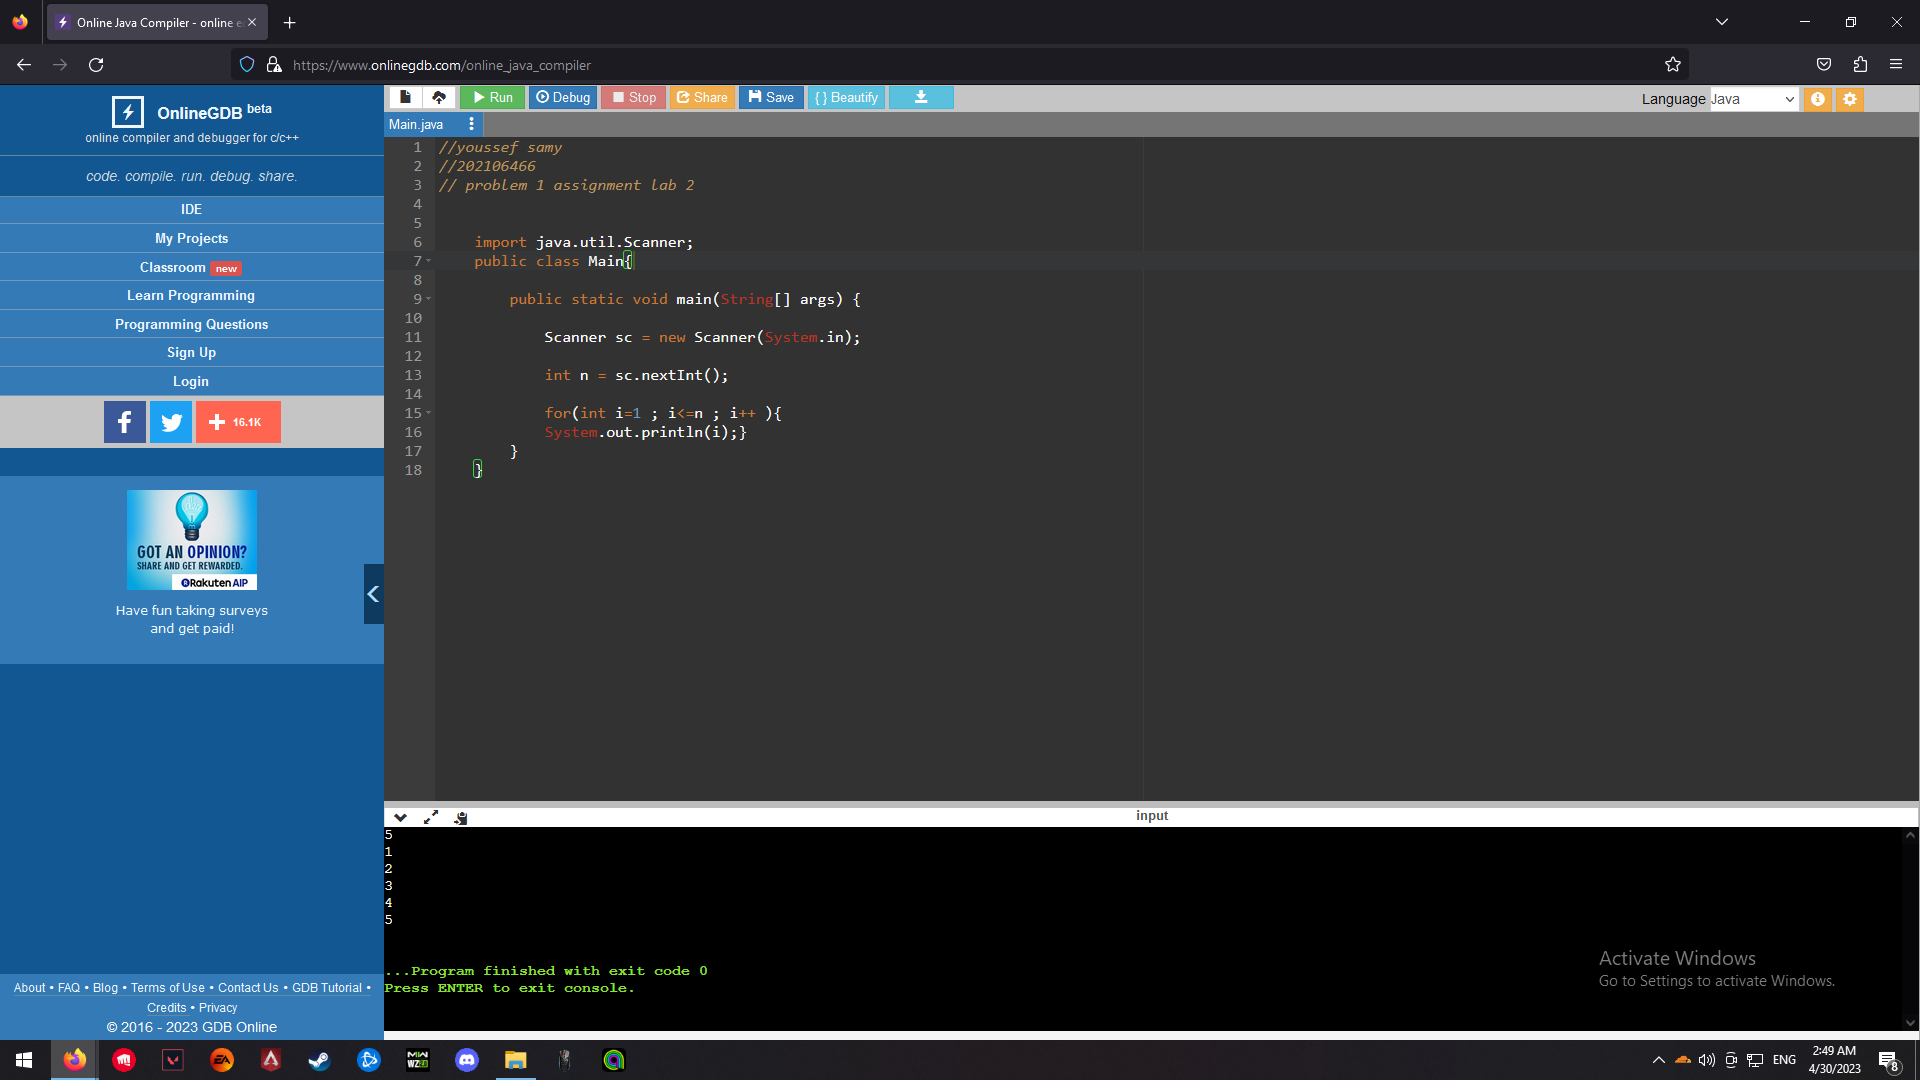 Online Java Compiler - online e
https://www.onlinegdb.com/online_java_compiler
OnlineGDB beta
online compiler and debugger for c/c++
code. compile. run. debug. share.
IDE
My Projects
Classroom new
Learn Programming
Programming Questions
Sign Up
Login
16.1K
GOT AN OPINION?
SHARE AND GET REWARDED.
Rakuten AIP
Have fun taking surveys
and get paid!
About • FAQ • Blog • Terms of Use • Contact Us • GDB Tutorial •
Credits • Privacy
© 2016 - 2023 GDB Online
Run Debug Stop Share Save { } Beautify
Language Java
Main.java
1 //youssef samy
2 //202106466
3 // problem 1 assignment lab 2
4
5
6 import java.util.Scanner;
7 public class Main{
8
9 public static void main(String[] args) {
10
11 Scanner sc = new Scanner(System.in);
12
13 int n = sc.nextInt();
14
15 for(int i=1 ; i<=n ; i++ ){
16 System.out.println(i);}
17 }
18 }
input
5
1
2
3
4
5
...Program finished with exit code 0
Press ENTER to exit console.
Activate Windows
Go to Settings to activate Windows.
EA
MW
WZ2.0
ENG
2:49 AM
4/30/2023
8